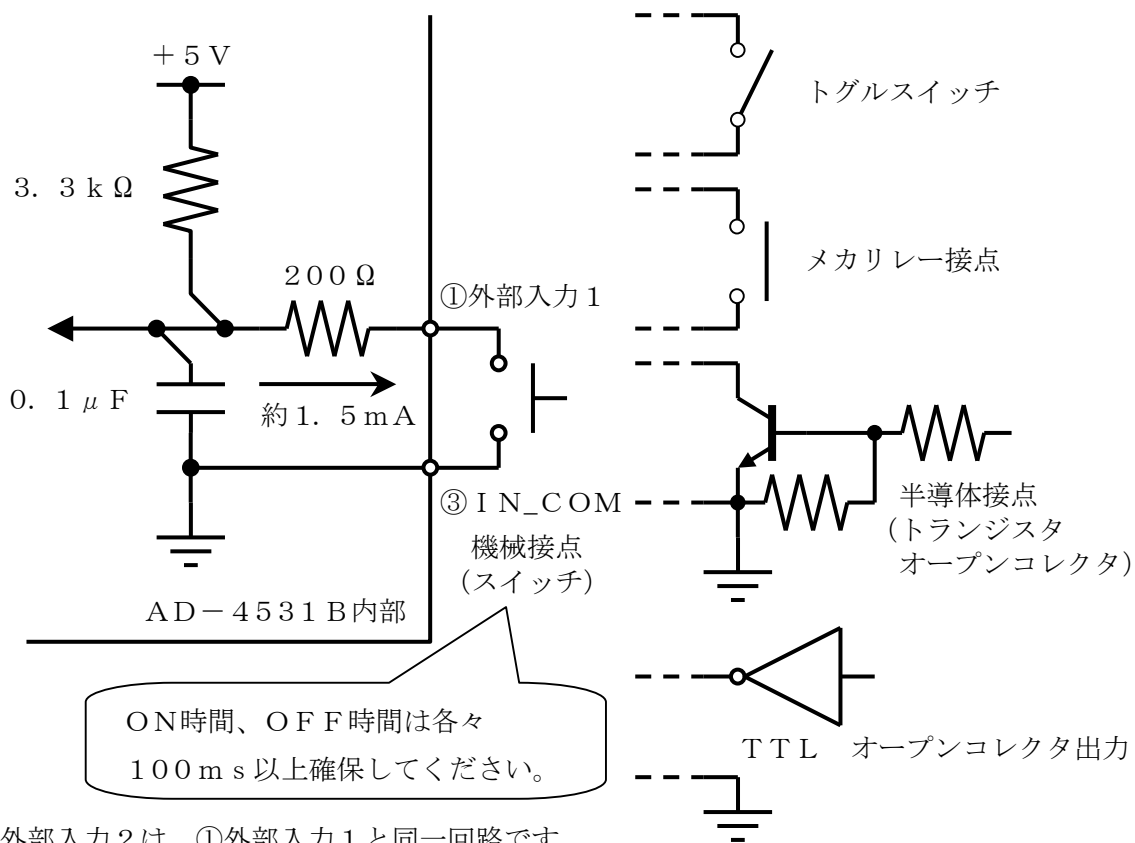 ＋５Ｖ
３．３ｋΩ
２００Ω
①外部入力１
０．１μＦ
約１．５ｍＡ
③ＩＮ_ＣＯＭ
機械接点
（スイッチ）
ＡＤ－４５３１Ｂ内部
ＯＮ時間、ＯＦＦ時間は各々
１００ｍｓ以上確保してください。
トグルスイッチ
メカリレー接点
半導体接点
（トランジスタ
オープンコレクタ）
ＴＴＬ　オープンコレクタ出力
外部入力２は、①外部入力１と同一回路です